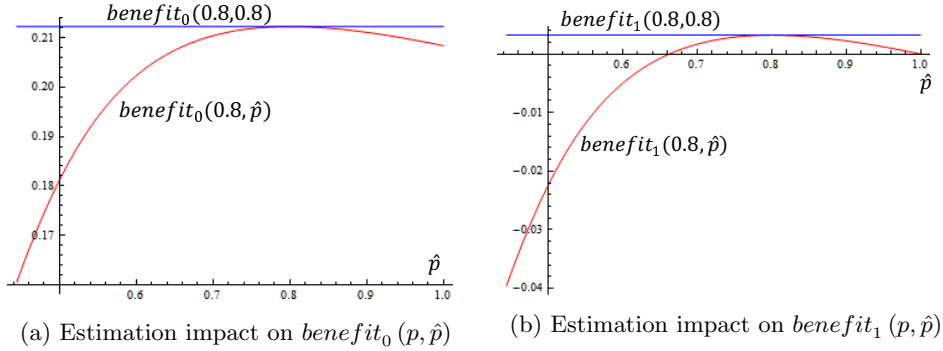 benefit₀(0.8,0.8)
0.21
0.20
benefit₀(0.8, p̂)
0.19
0.18
0.17
p̂
0.6 0.7 0.8 0.9 1.0
(a) Estimation impact on benefit₀ (p, p̂)
benefit₁(0.8,0.8)
0.6 0.7 0.8 0.9 1.0
p̂
−0.01
benefit₁(0.8, p̂)
−0.02
−0.03
−0.04
(b) Estimation impact on benefit₁ (p, p̂)